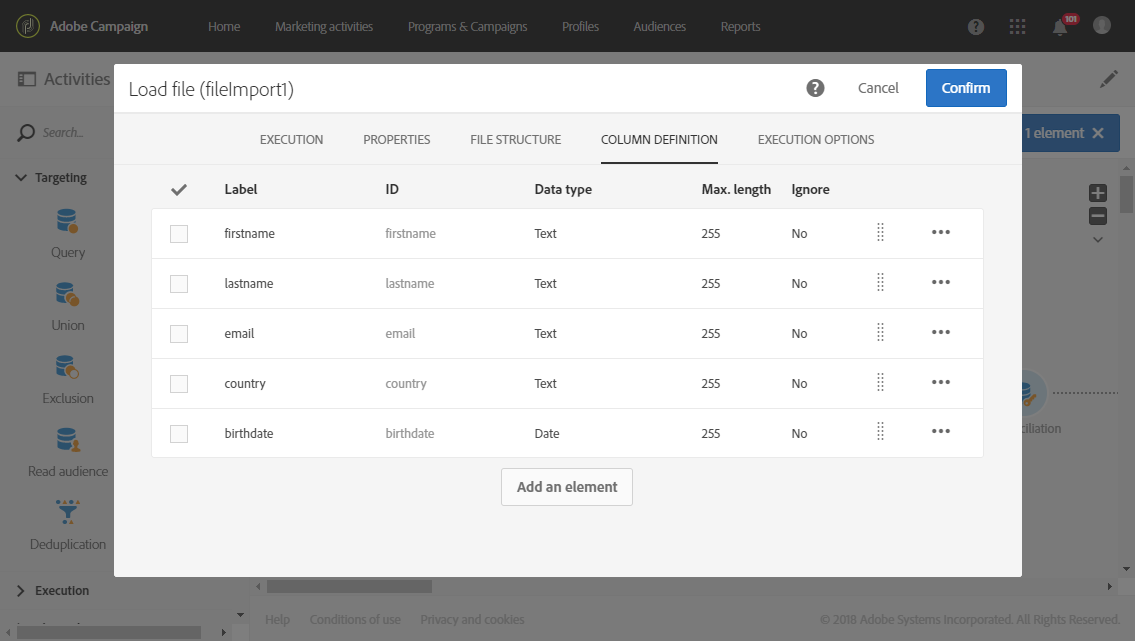 Adobe Campaign Home Marketing activities Programs & Campaigns Profiles Audiences Reports 101
Activities
Load file (fileImport1) Cancel Confirm
EXECUTION PROPERTIES FILE STRUCTURE COLUMN DEFINITION EXECUTION OPTIONS
Search...
1 element
Targeting
Label ID Data type Max. length Ignore
firstname firstname Text 255 No
Query
lastname lastname Text 255 No
Union
email email Text 255 No
country country Text 255 No
Exclusion
birthdate birthdate Date 255 No
ciliation
Read audience
Add an element
Deduplication
Execution
Help Conditions of use Privacy and cookies © 2018 Adobe Systems Incorporated. All Rights Reserved.